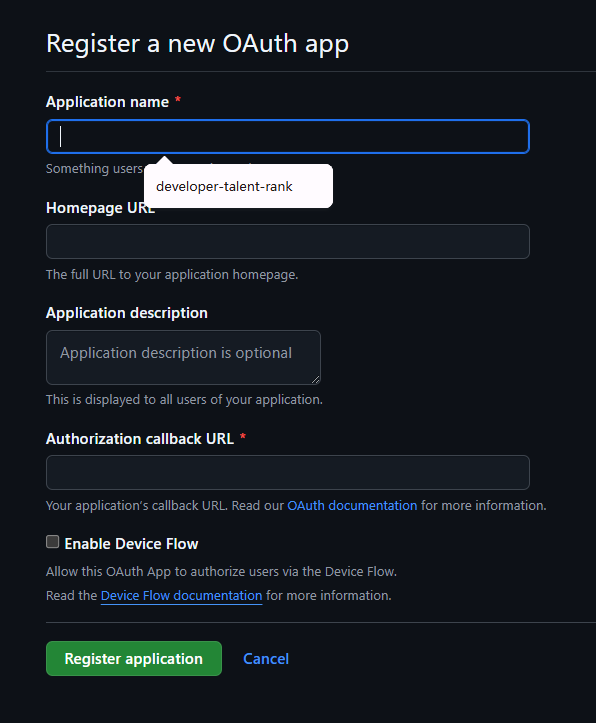 Register a new OAuth app
Application name *
Something users
developer-talent-rank
Homepage URL
The full URL to your application homepage.
Application description
Application description is optional
This is displayed to all users of your application.
Authorization callback URL *
Your application's callback URL. Read our OAuth documentation for more information.
Enable Device Flow
Allow this OAuth App to authorize users via the Device Flow.
Read the Device Flow documentation for more information.
Register application
Cancel